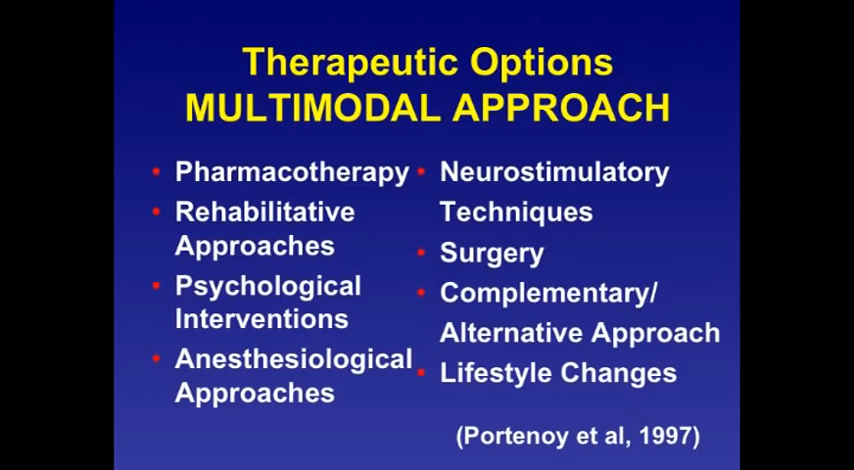 Therapeutic Options
MULTIMODAL APPROACH
• Pharmacotherapy
• Rehabilitative
Approaches
• Psychological
Interventions
• Anesthesiological
Approaches
• Neurostimulatory
Techniques
• Surgery
• Complementary/
Alternative Approach
• Lifestyle Changes
(Portenoy et al, 1997)